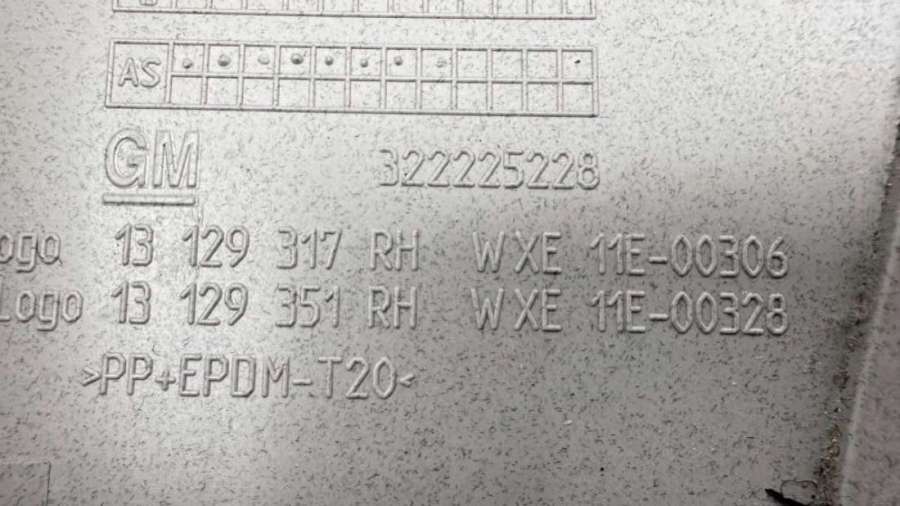 AS
GM 322225228
13 129 317 RH WXE 11E-00306
Logo 13 129 351 RH WXE 11E-00328
>PP+EPDM-T20<